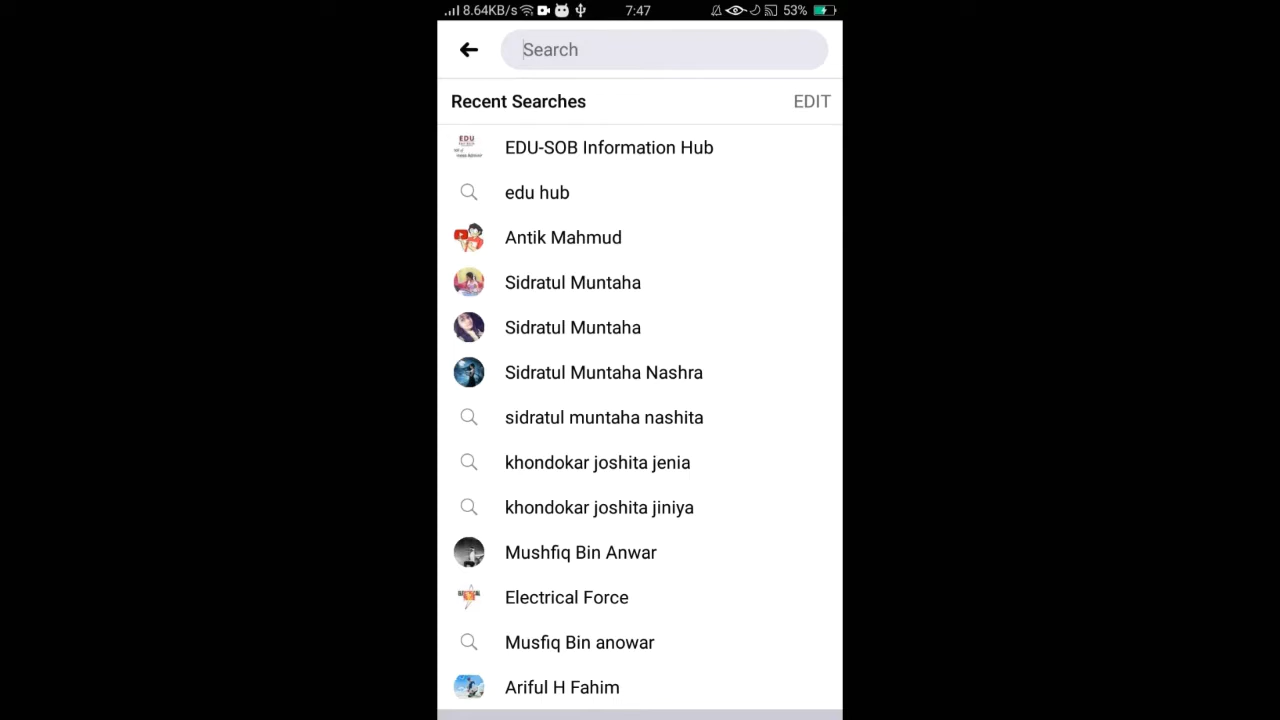 8.64KB/s 7:47 53%
Search
Recent Searches EDIT
EDU
EDU-SOB Information Hub
edu hub
Antik Mahmud
Sidratul Muntaha
Sidratul Muntaha
Sidratul Muntaha Nashra
sidratul muntaha nashita
khondokar joshita jenia
khondokar joshita jiniya
Mushfiq Bin Anwar
Electrical Force
Musfiq Bin anowar
Ariful H Fahim